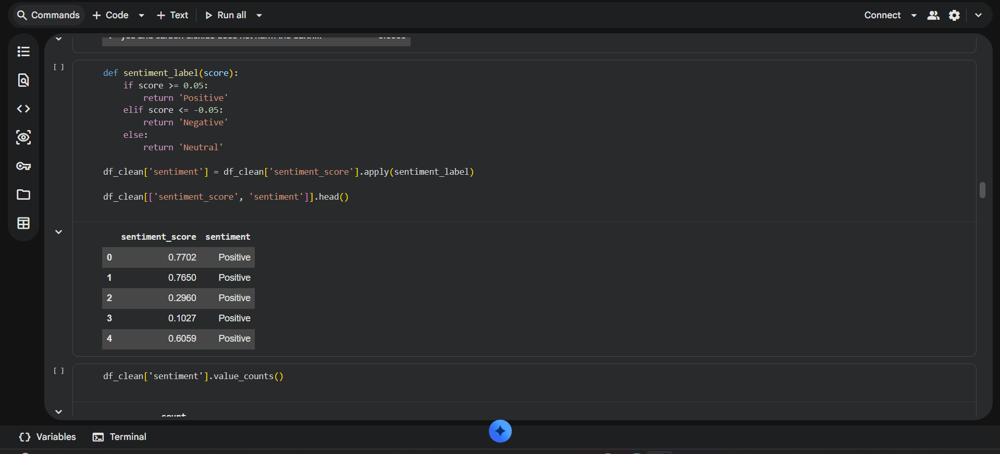 Commands + Code + Text Run all Connect
[ ]
def sentiment_label(score):
    if score >= 0.05:
        return 'Positive'
    elif score <= -0.05:
        return 'Negative'
    else:
        return 'Neutral'
df_clean['sentiment'] = df_clean['sentiment_score'].apply(sentiment_label)
df_clean[['sentiment_score', 'sentiment']].head()
sentiment_score sentiment
0 0.7702 Positive
1 0.7650 Positive
2 0.2960 Positive
3 0.1027 Positive
4 0.6059 Positive
[ ]
df_clean['sentiment'].value_counts()
count
Variables Terminal